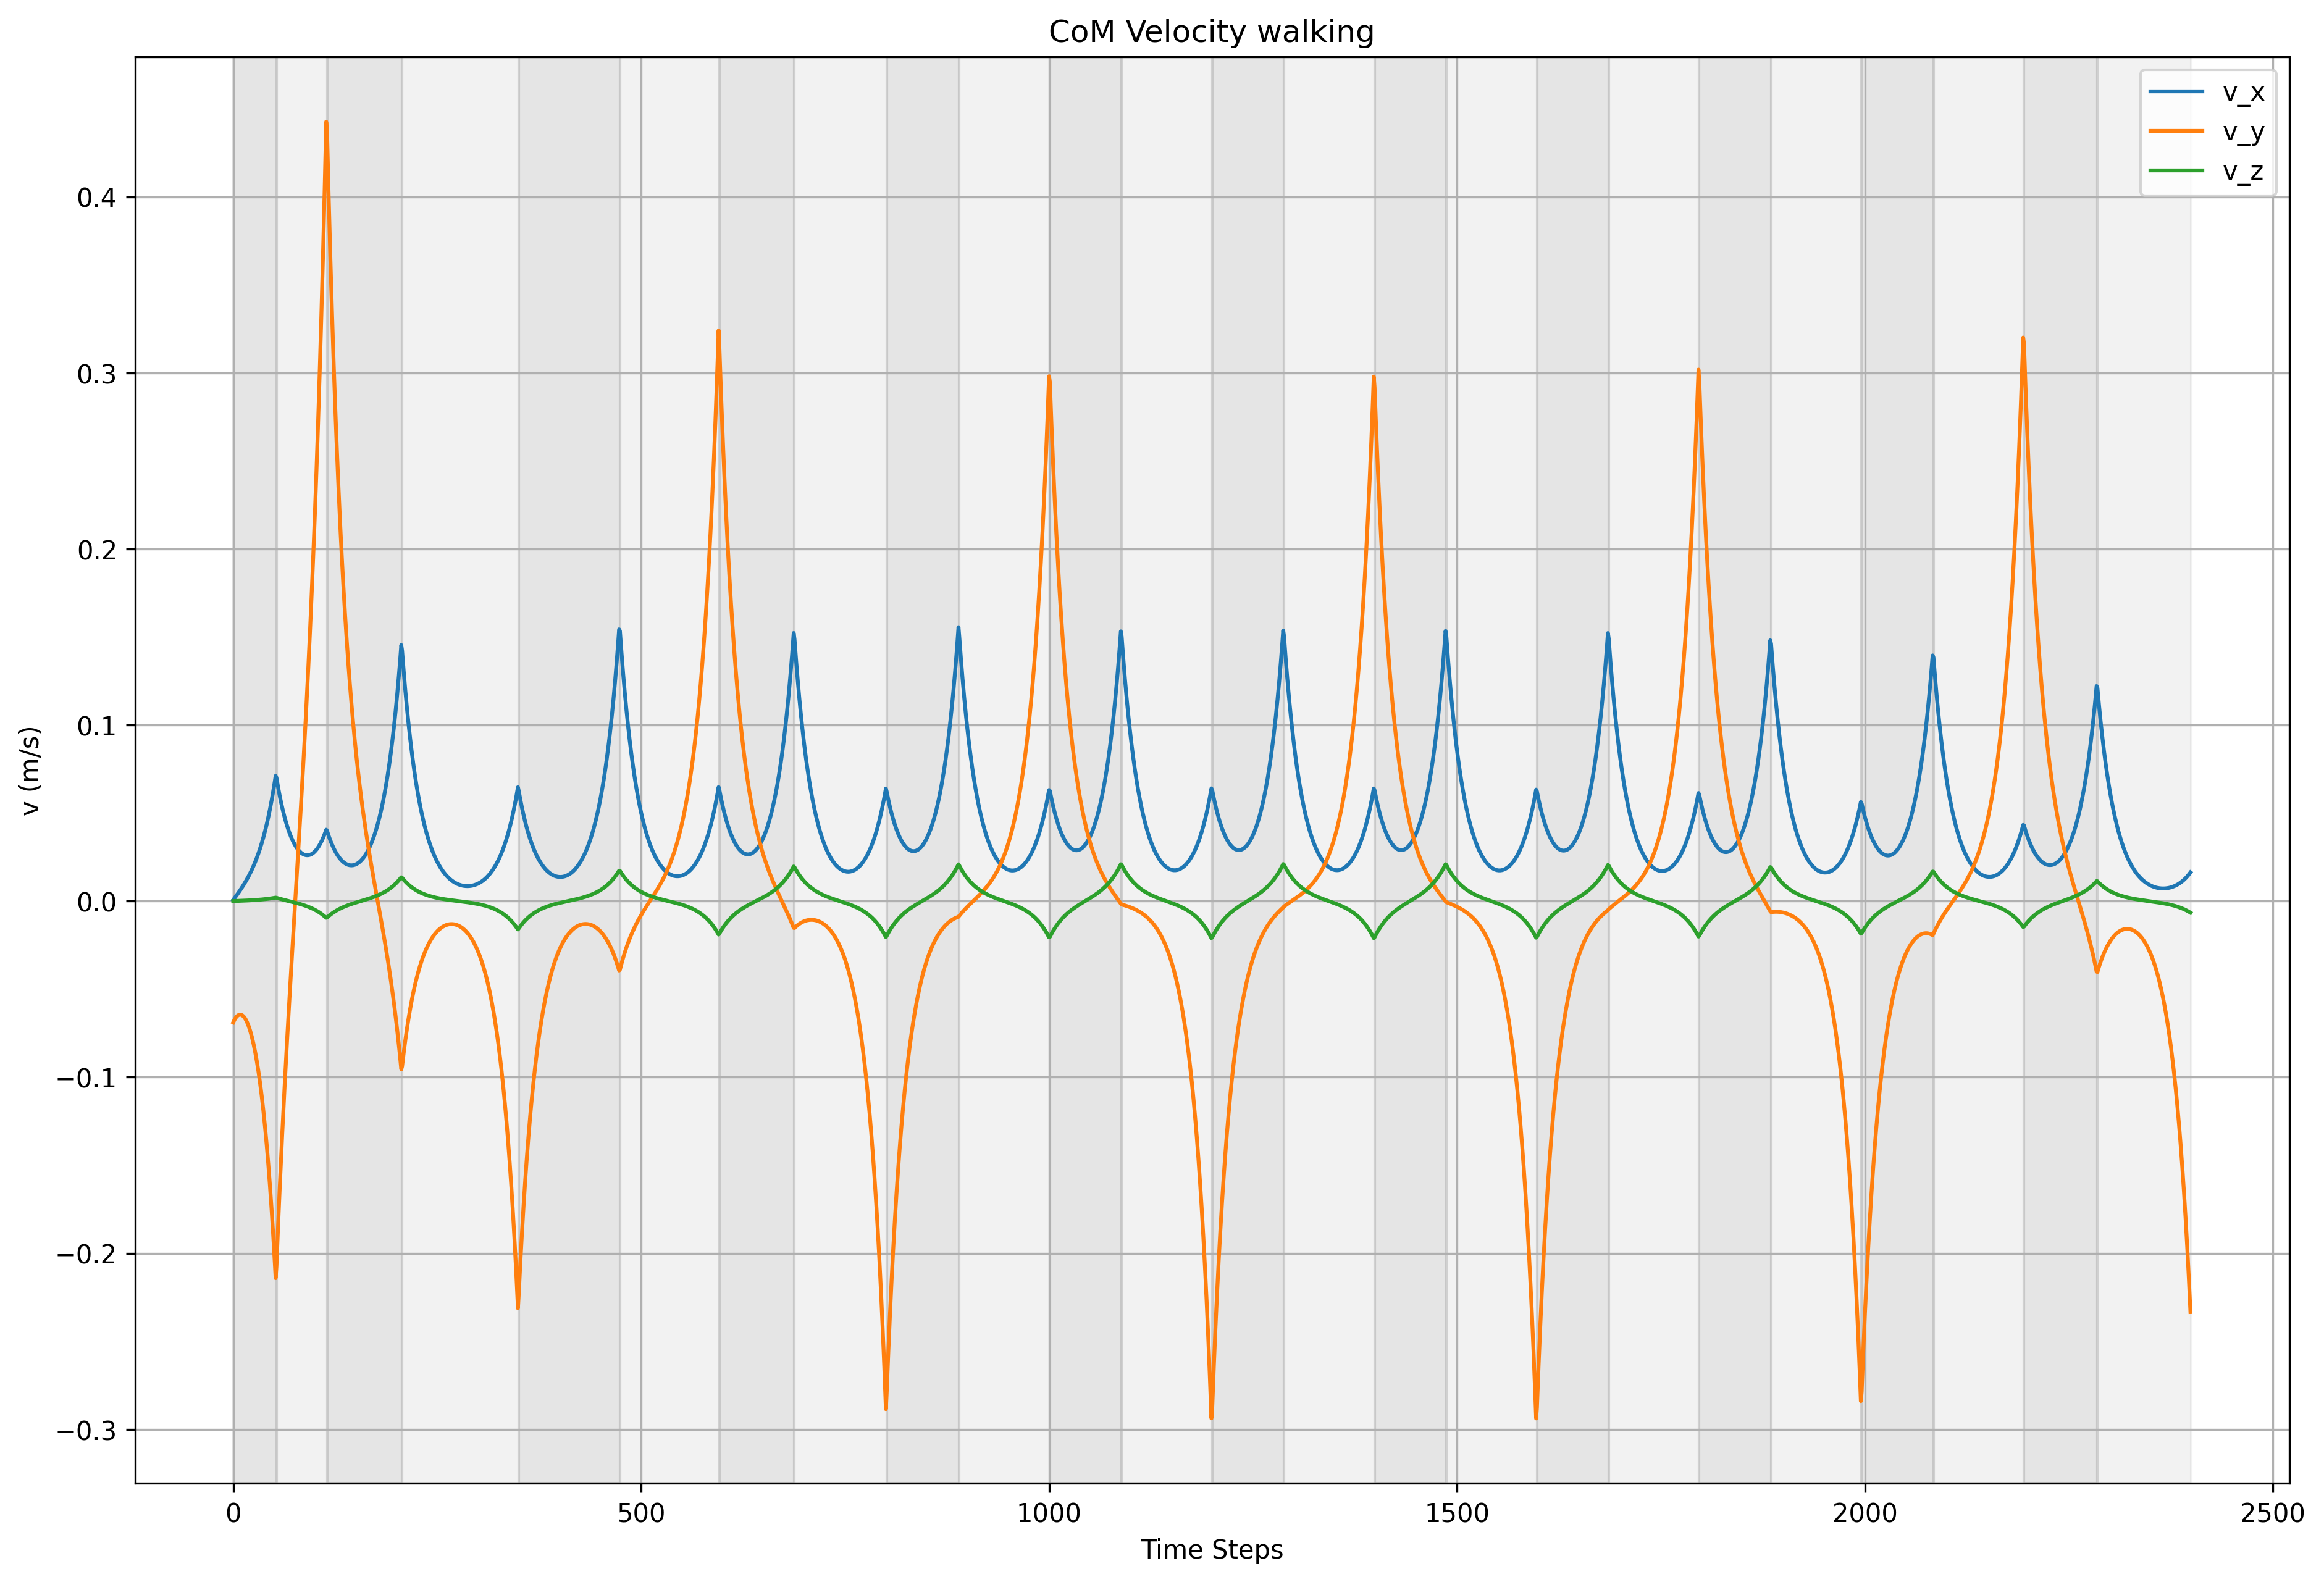 CoM Velocity walking
v_x
v_y
v_z
v (m/s)
0.4
0.3
0.2
0.1
0.0
−0.1
−0.2
−0.3
0 500 1000 1500 2000 2500
Time Steps